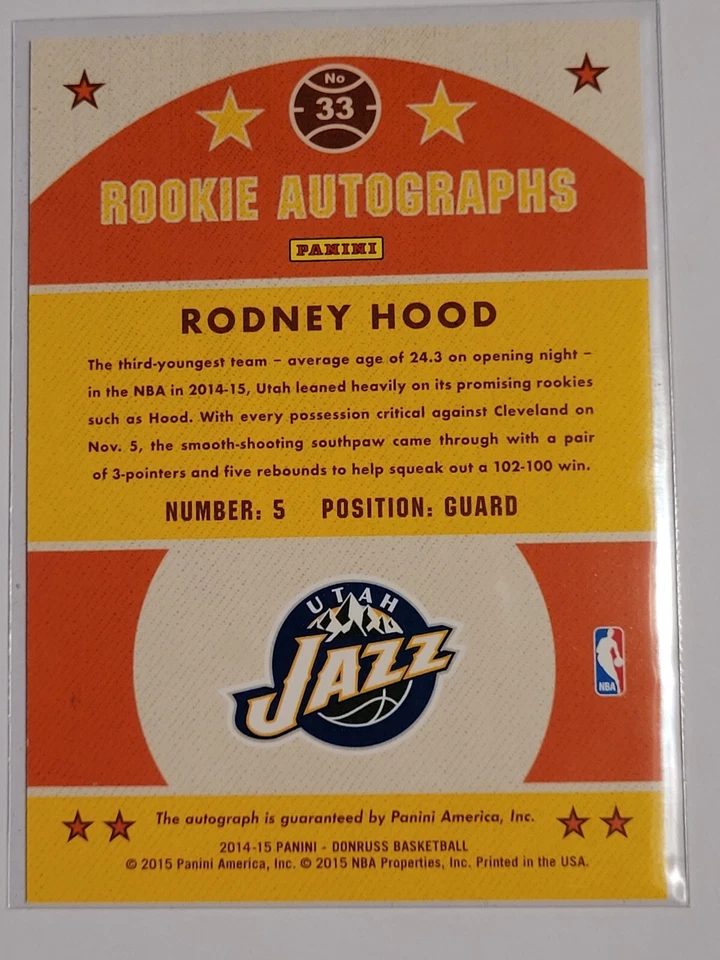 No
33
ROOKIE AUTOGRAPHS
PANINI
RODNEY HOOD
The third-youngest team – average age of 24.3 on opening night –
in the NBA in 2014-15, Utah leaned heavily on its promising rookies
such as Hood. With every possession critical against Cleveland on
Nov. 5, the smooth-shooting southpaw came through with a pair
of 3-pointers and five rebounds to help squeak out a 102-100 win.
NUMBER: 5 POSITION: GUARD
UTAH
JAZZ
NBA
The autograph is guaranteed by Panini America, Inc.
2014-15 PANINI - DONRUSS BASKETBALL
© 2015 Panini America, Inc. © 2015 NBA Properties, Inc. Printed in the USA.